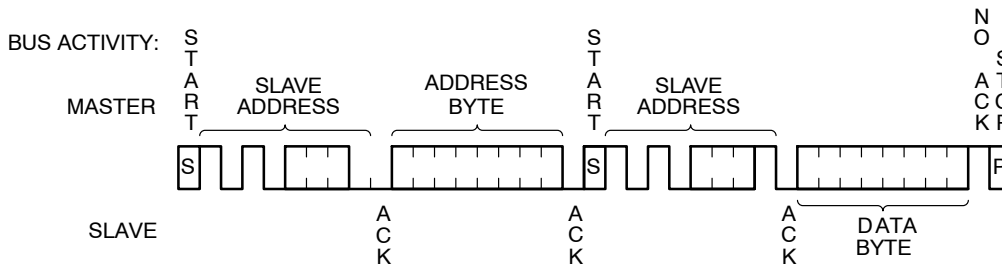 BUS ACTIVITY:
MASTER
START
SLAVE
ADDRESS
ADDRESS
BYTE
START
SLAVE
ADDRESS
NO ACK
STOP
S
S
P
SLAVE
ACK
ACK
ACK
DATA
BYTE